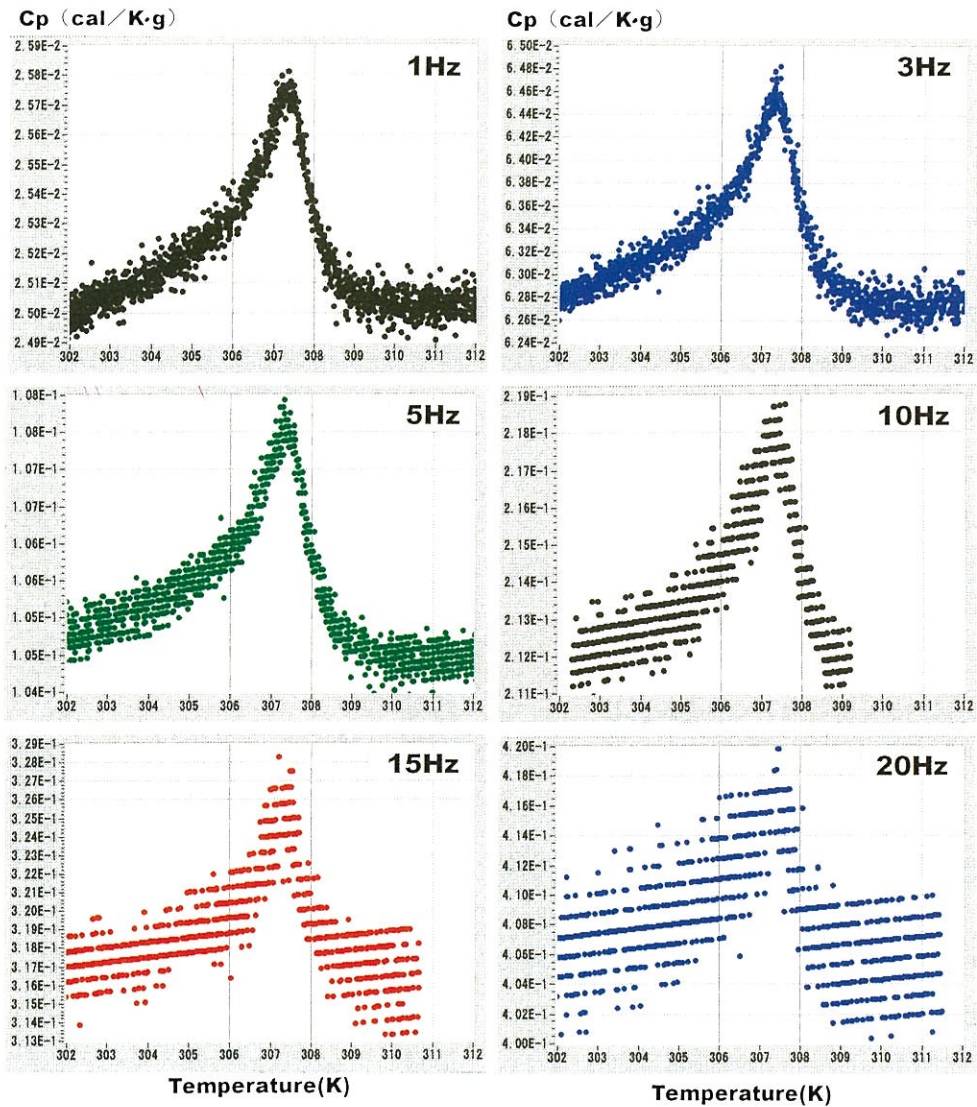 Cp （cal／K·g）
Cp （cal／K·g）
1Hz
2.59E-2
2.58E-2
2.57E-2
2.56E-2
2.55E-2
2.54E-2
2.53E-2
2.52E-2
2.51E-2
2.50E-2
2.49E-2
302 303 304 305 306 307 308 309 310 311 312
3Hz
6.50E-2
6.48E-2
6.46E-2
6.44E-2
6.42E-2
6.40E-2
6.38E-2
6.36E-2
6.34E-2
6.32E-2
6.30E-2
6.28E-2
6.26E-2
6.24E-2
302 303 304 305 306 307 308 309 310 311 312
5Hz
1.08E-1
1.08E-1
1.07E-1
1.07E-1
1.06E-1
1.06E-1
1.05E-1
1.05E-1
1.04E-1
302 303 304 305 306 307 308 309 310 311 312
10Hz
2.19E-1
2.18E-1
2.17E-1
2.16E-1
2.15E-1
2.14E-1
2.13E-1
2.12E-1
2.11E-1
302 303 304 305 306 307 308 309 310 311 312
15Hz
3.29E-1
3.27E-1
3.26E-1
3.25E-1
3.24E-1
3.23E-1
3.22E-1
3.21E-1
3.20E-1
3.19E-1
3.18E-1
3.17E-1
3.16E-1
3.15E-1
3.13E-1
302 303 304 305 306 307 308 309 310 311 312
20Hz
4.20E-1
4.18E-1
4.16E-1
4.14E-1
4.12E-1
4.10E-1
4.08E-1
4.06E-1
4.04E-1
4.02E-1
4.00E-1
302 303 304 305 306 307 308 309 310 311 312
Temperature(K)
Temperature(K)